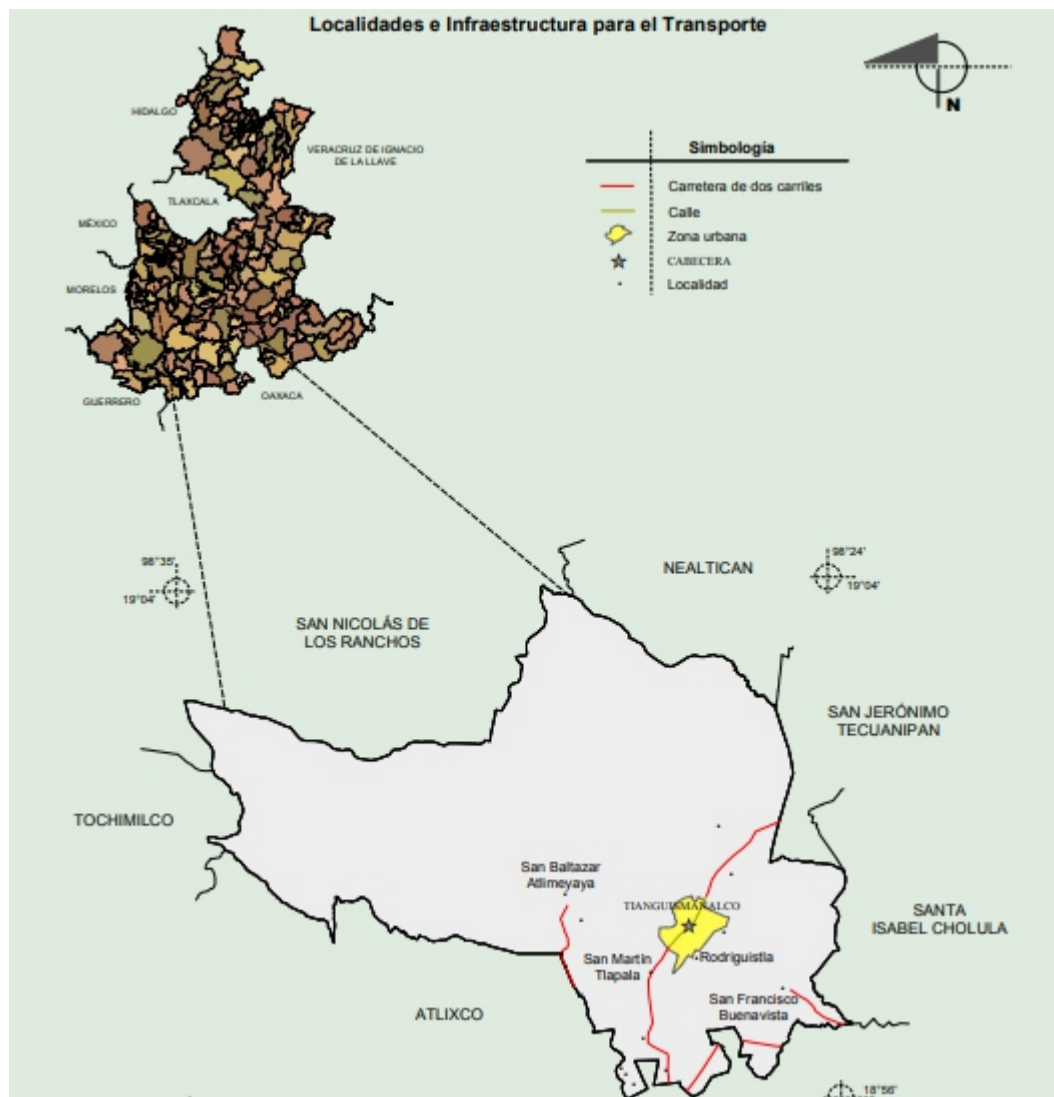 Localidades e Infraestructura para el Transporte
N
HIDALGO
VERACRUZ DE IGNACIO
DE LA LLAVE
TLAXCALA
MÉXICO
MORELOS
GUERRERO
OAXACA
Simbología
Carretera de dos carriles
Calle
Zona urbana
CABECERA
Localidad
98°35'
19°04'
NEALTICAN
98°24'
19°04'
SAN NICOLÁS DE
LOS RANCHOS
SAN JERÓNIMO
TECUANIPAN
TOCHIMILCO
San Baltazar
Atlimeyaya
TIANGUISMANALCO
SANTA
ISABEL CHOLULA
San Martín
Tlapala
Rodriguistla
San Francisco
Buenavista
ATLIXCO
18°56'